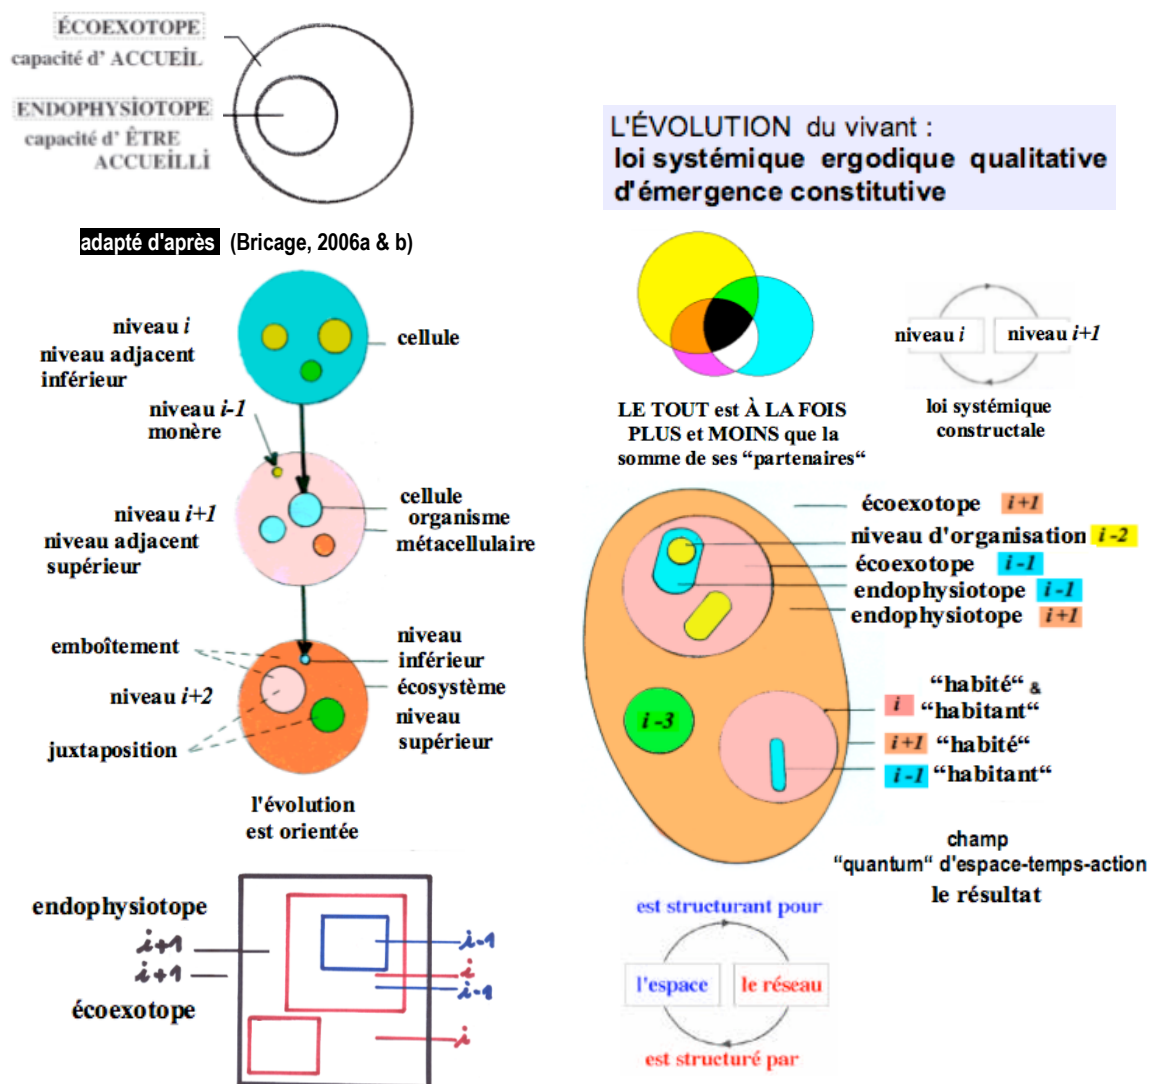 ÉCOEXOTOPE
capacité d' ACCUEİL
ENDOPHYSİOTOPE
capacité d' ÊTRE
ACCUEİLLİ
adapté d'après (Bricage, 2006a & b)
L'ÉVOLUTION du vivant :
loi systémique ergodique qualitative
d'émergence constitutive
niveau i
niveau adjacent
inférieur
cellule
niveau i-1
monère
niveau i+1
niveau adjacent
supérieur
cellule
organisme
métacellulaire
emboîtement
niveau i+2
juxtaposition
niveau
inférieur
écosystème
niveau
supérieur
l'évolution
est orientée
endophysiotope
i+1
i+1
écoexotope
i-1
i
i-1
i
LE TOUT est À LA FOIS
PLUS et MOINS que la
somme de ses “partenaires“
niveau i
niveau i+1
loi systémique
constructale
écoexotope i+1
niveau d'organisation i-2
écoexotope i-1
endophysiotope i-1
endophysiotope i+1
i-3
“habité“ &
i “habitant“
i+1 “habité“
i-1 “habitant“
champ
“quantum“ d'espace-temps-action
le résultat
est structurant pour
l'espace
le réseau
est structuré par